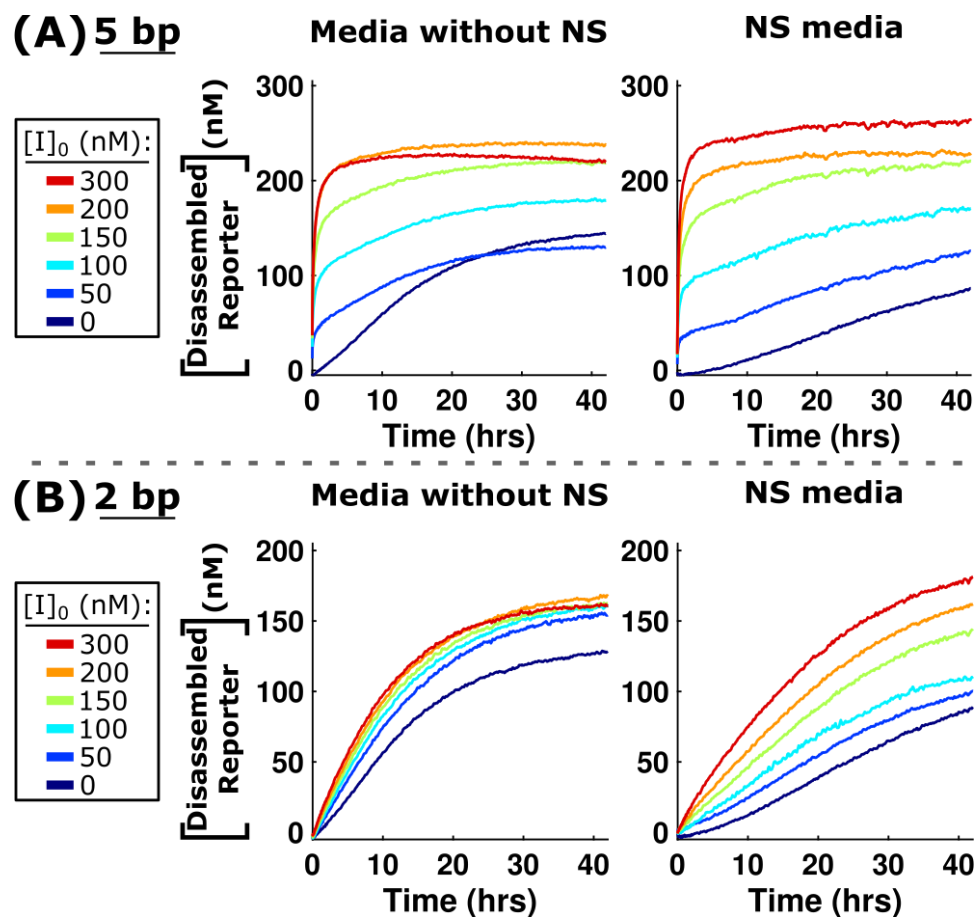 (A) 5 bp
Media without NS
NS media
[I]₀ (nM):
300
200
150
100
50
0
[Disassembled Reporter] (nM)
300
200
100
0
0 10 20 30 40
Time (hrs)
300
200
100
0
0 10 20 30 40
Time (hrs)
(B) 2 bp
Media without NS
NS media
[I]₀ (nM):
300
200
150
100
50
0
[Disassembled Reporter] (nM)
200
150
100
50
0
0 10 20 30 40
Time (hrs)
200
150
100
50
0
0 10 20 30 40
Time (hrs)